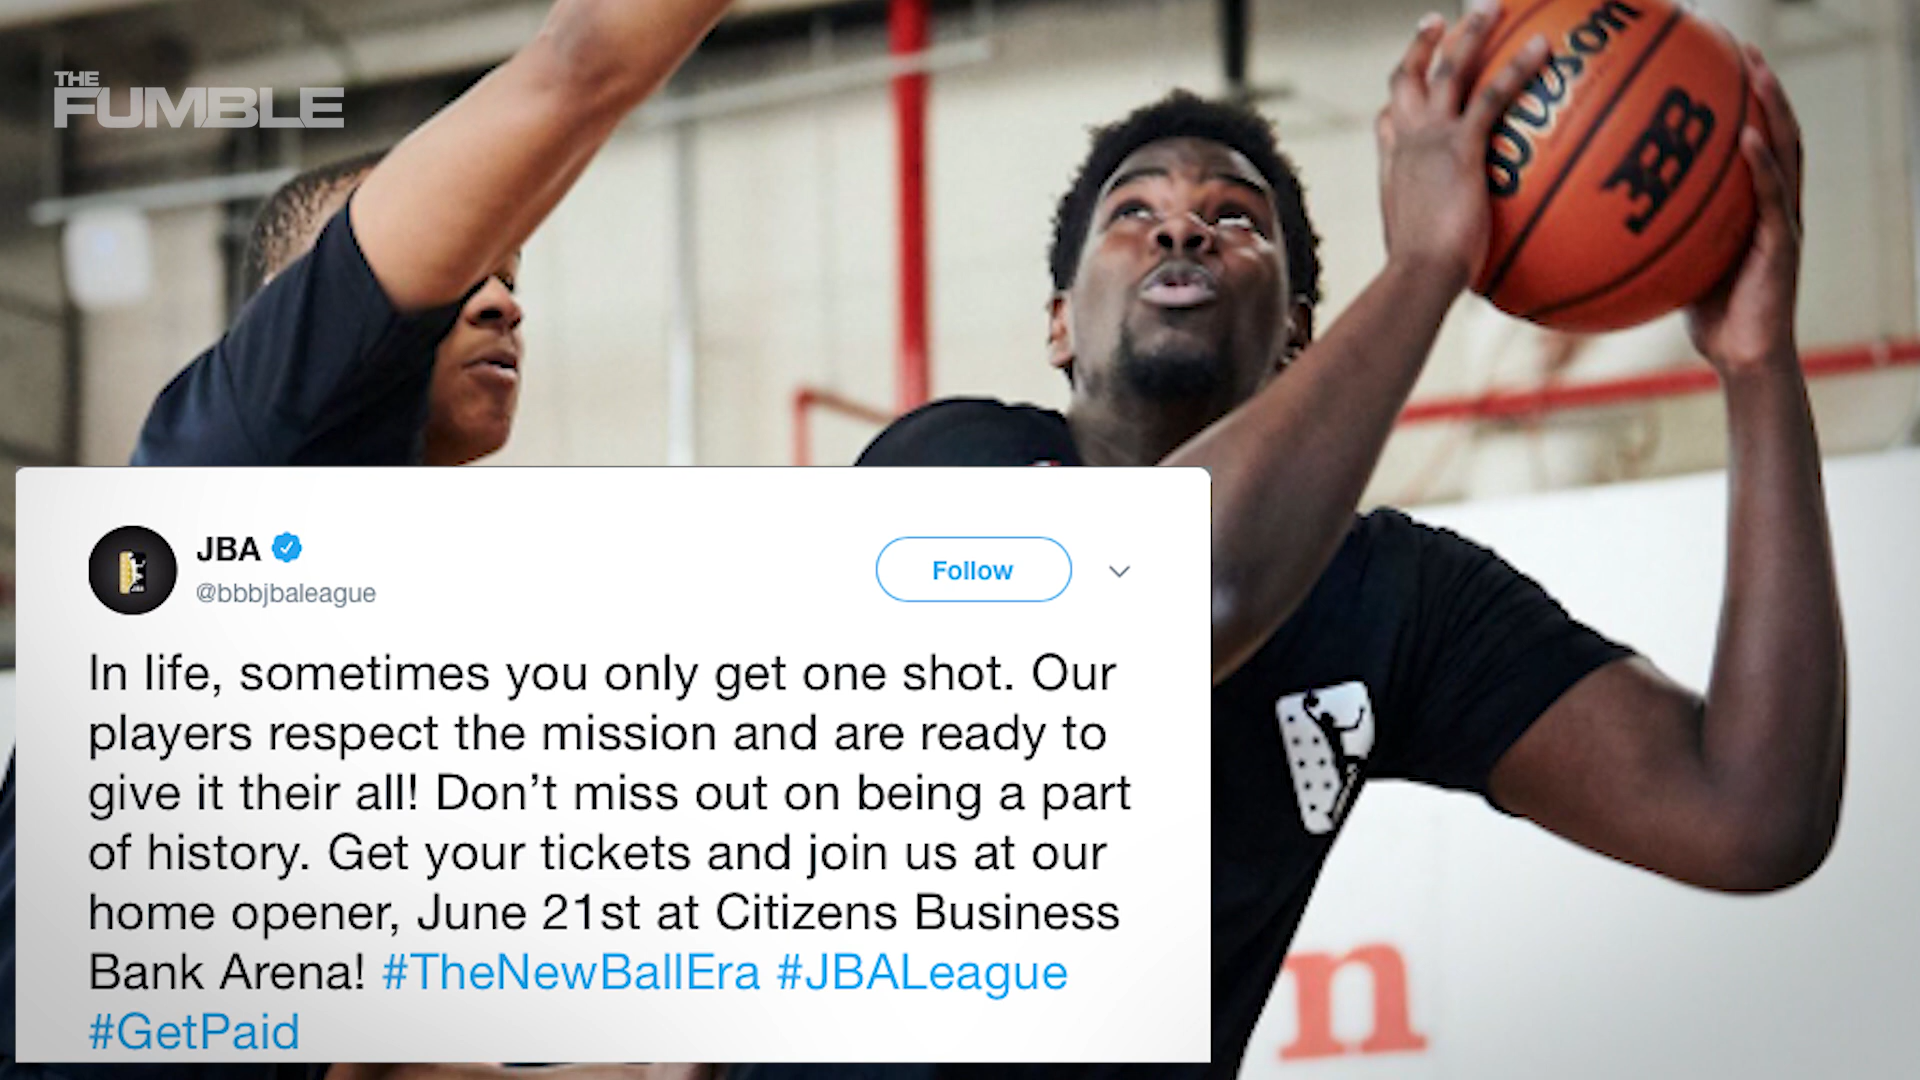 THE
FUMBLE
Wilson
BBB
JBA
@bbbjbaleague
Follow
In life, sometimes you only get one shot. Our
players respect the mission and are ready to
give it their all! Don’t miss out on being a part
of history. Get your tickets and join us at our
home opener, June 21st at Citizens Business
Bank Arena! #TheNewBallEra #JBALeague
#GetPaid
n